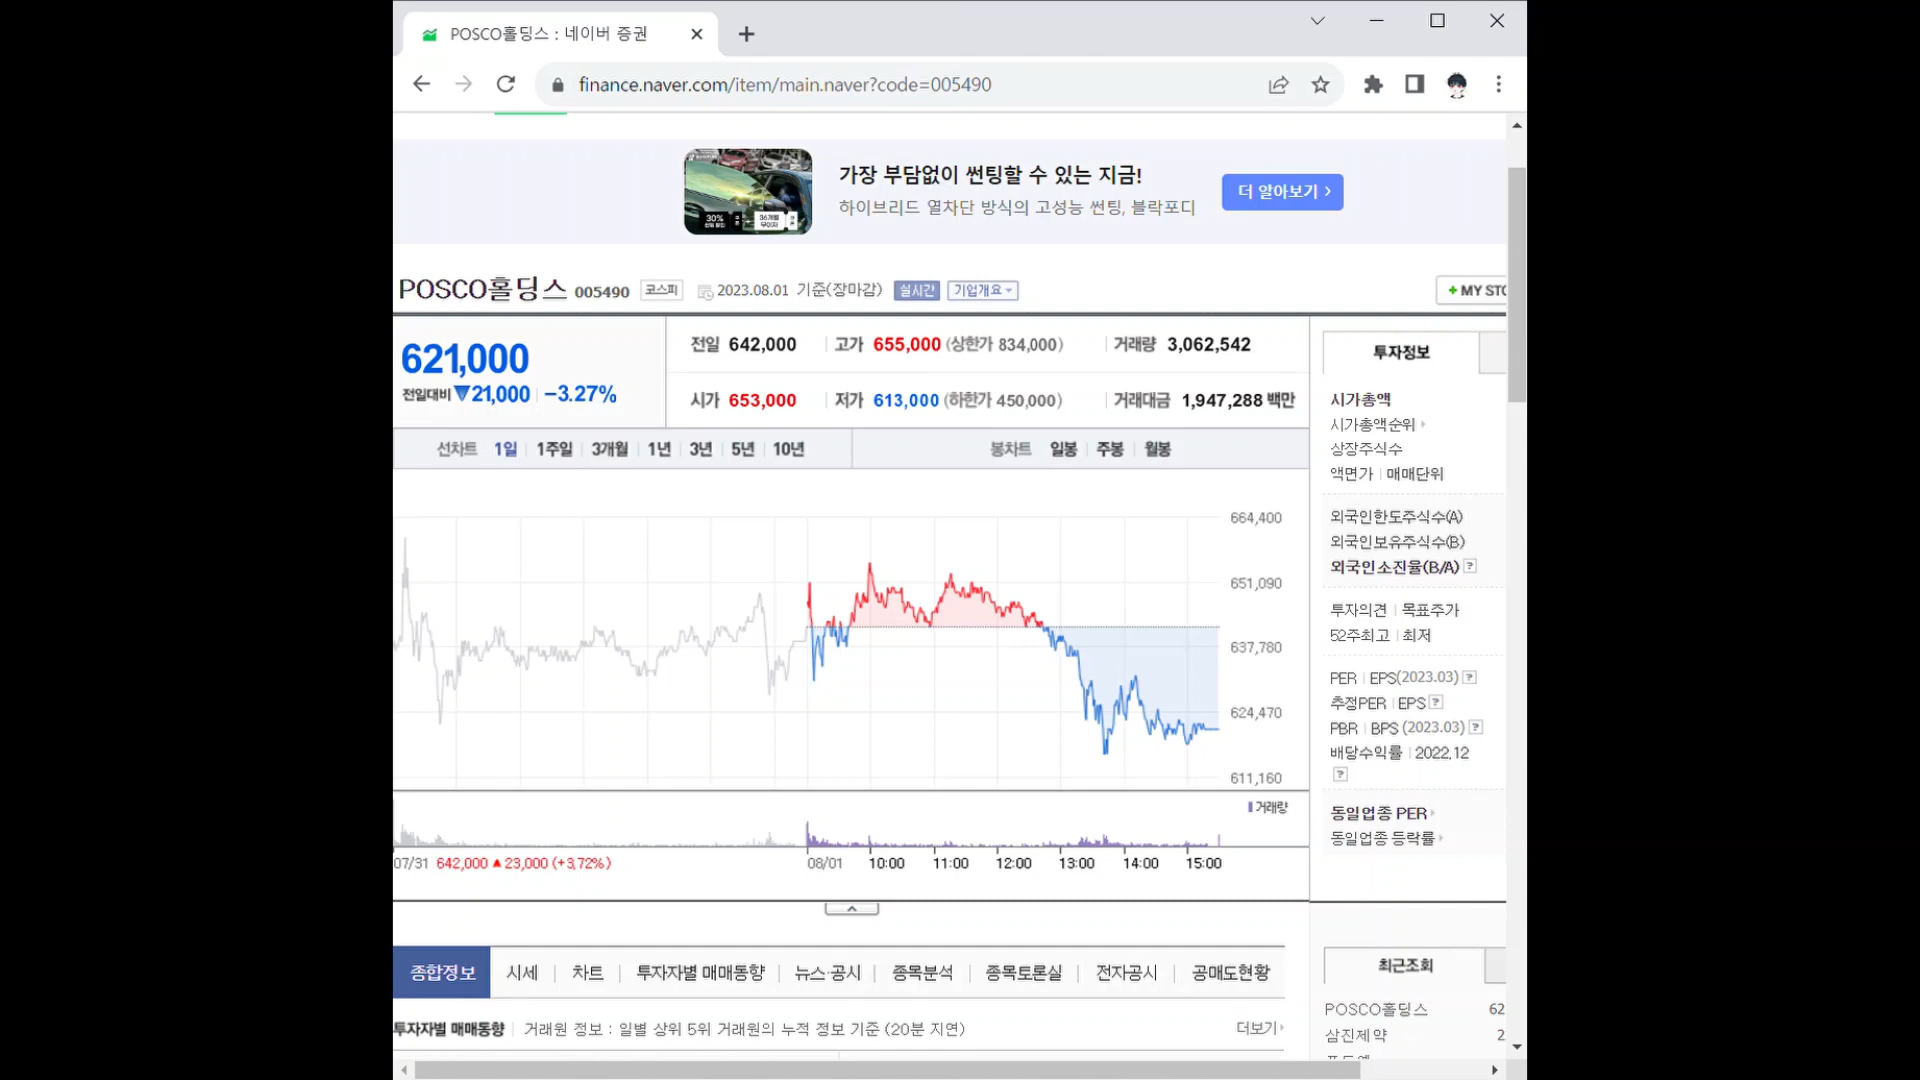 POSCO홀딩스 : 네이버 증권
finance.naver.com/item/main.naver?code=005490
가장 부담없이 썬팅할 수 있는 지금!
하이브리드 열차단 방식의 고성능 썬팅, 블락포디
더 알아보기 >
30%
36개월
무이자
POSCO홀딩스 005490 코스피 2023.08.01 기준(장마감) 실시간 기업개요
+ MY STO
621,000
전일대비 ▼21,000 -3.27%
전일 642,000 고가 655,000 (상한가 834,000) 거래량 3,062,542
시가 653,000 저가 613,000 (하한가 450,000) 거래대금 1,947,288 백만
선차트 1일 1주일 3개월 1년 3년 5년 10년 봉차트 일봉 주봉 월봉
664,400
651,090
637,780
624,470
611,160
거래량
07/31 642,000 ▲ 23,000 (+3.72%)
08/01 10:00 11:00 12:00 13:00 14:00 15:00
투자정보
시가총액
시가총액순위
상장주식수
액면가 매매단위
외국인한도주식수(A)
외국인보유주식수(B)
외국인소진율(B/A) ?
투자의견 목표주가
52주최고 최저
PER EPS(2023.03) ?
추정PER EPS ?
PBR BPS (2023.03) ?
배당수익률 2022.12
?
동일업종 PER
동일업종 등락률
종합정보 시세 차트 투자자별 매매동향 뉴스·공시 종목분석 종목토론실 전자공시 공매도현황
투자자별 매매동향 거래원 정보 : 일별 상위 5위 거래원의 누적 정보 기준 (20분 지연) 더보기
최근조회
POSCO홀딩스 62
삼진제약 2